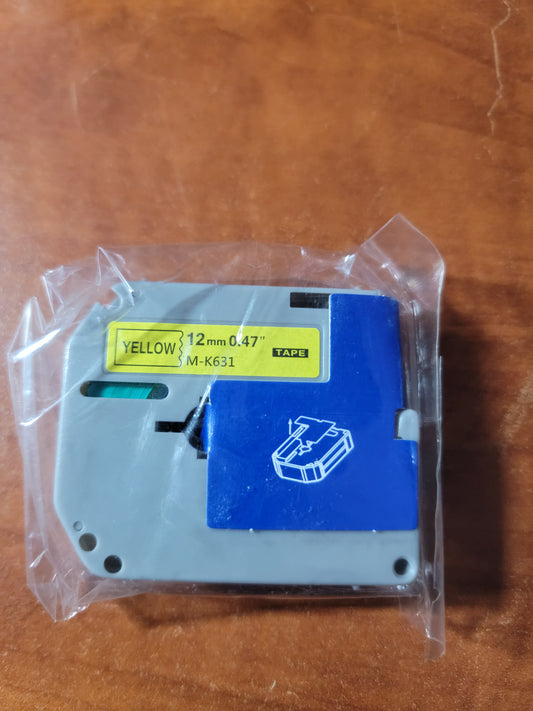 YELLOW
12mm 0.47"
M-K631
TAPE